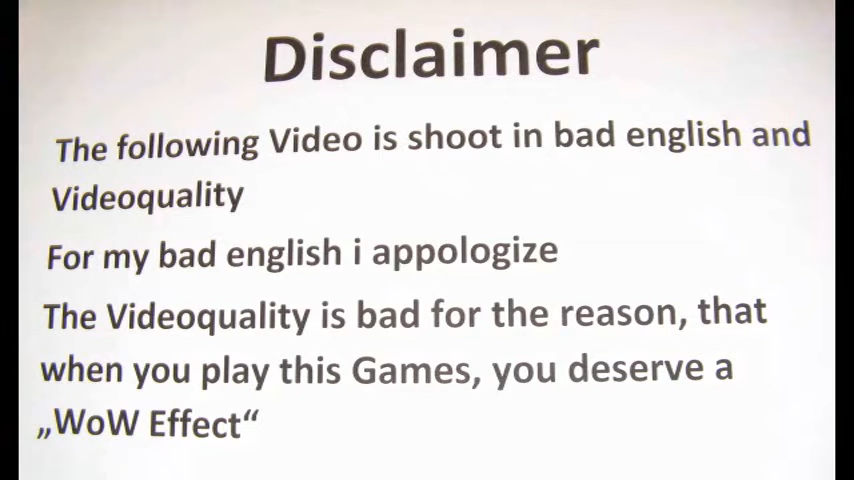 Disclaimer
The following Video is shoot in bad english and
Videoquality
For my bad english i appologize
The Videoquality is bad for the reason, that
when you play this Games, you deserve a
„WoW Effect“